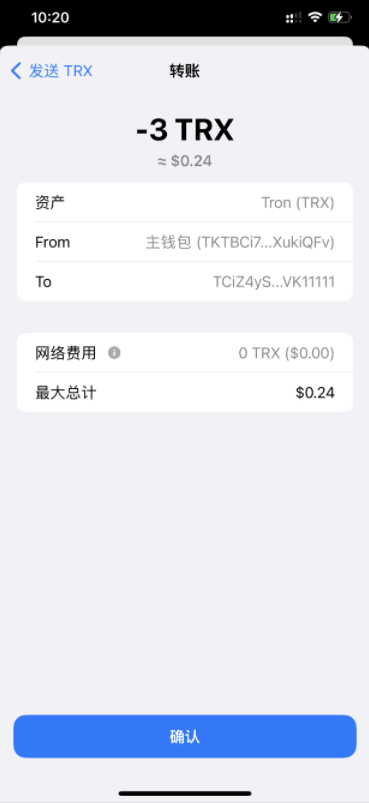 10:20
发送 TRX
转账
-3 TRX
≈ $0.24
资产 Tron (TRX)
From 主钱包 (TKTBCi7...XukiQFv)
To TCiZ4yS...VK11111
网络费用 0 TRX ($0.00)
最大总计 $0.24
确认